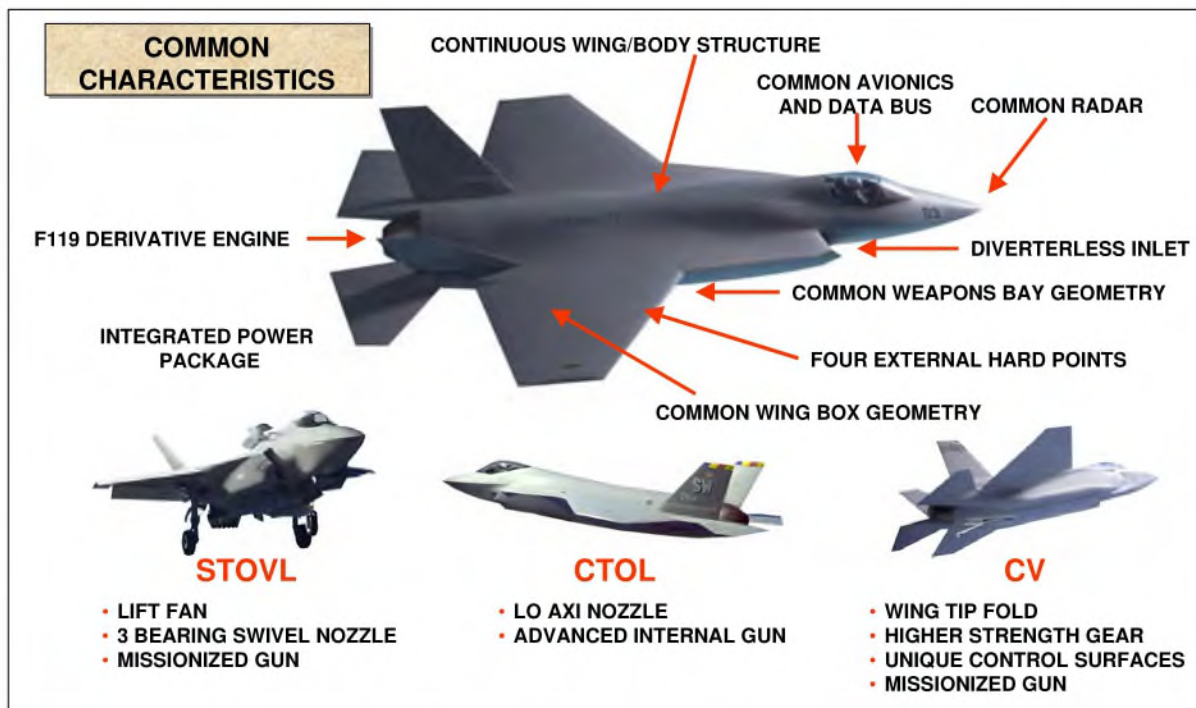 COMMON
CHARACTERISTICS
CONTINUOUS WING/BODY STRUCTURE
COMMON AVIONICS
AND DATA BUS
COMMON RADAR
F119 DERIVATIVE ENGINE
DIVERTERLESS INLET
COMMON WEAPONS BAY GEOMETRY
INTEGRATED POWER
PACKAGE
FOUR EXTERNAL HARD POINTS
COMMON WING BOX GEOMETRY
SW
STOVL
• LIFT FAN
• 3 BEARING SWIVEL NOZZLE
• MISSIONIZED GUN
CTOL
• LO AXI NOZZLE
• ADVANCED INTERNAL GUN
CV
• WING TIP FOLD
• HIGHER STRENGTH GEAR
• UNIQUE CONTROL SURFACES
• MISSIONIZED GUN